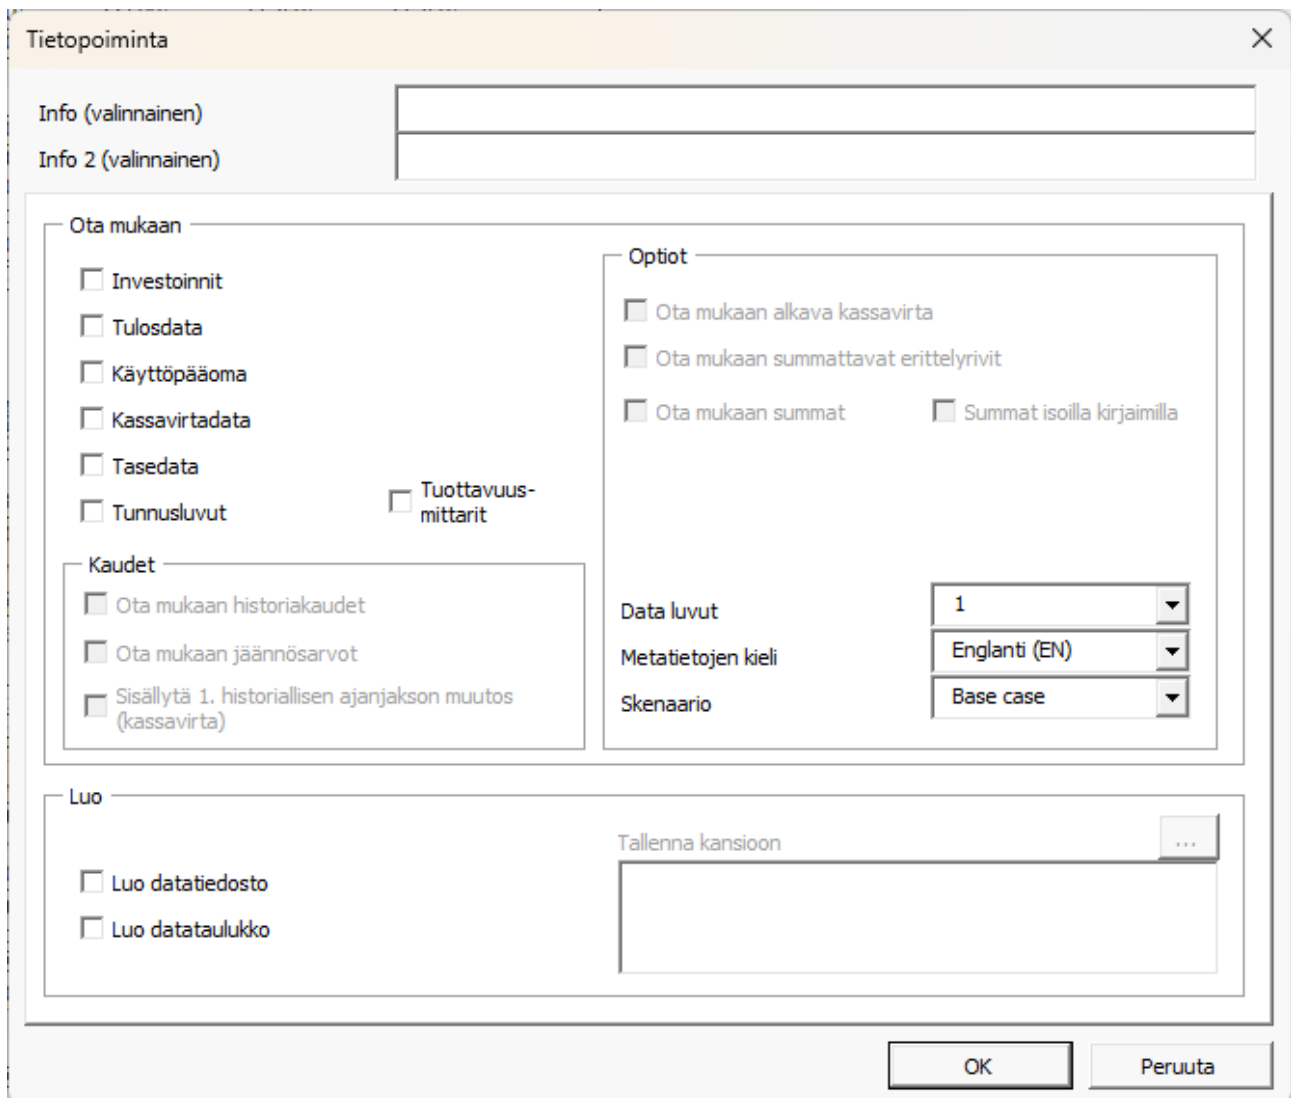 Tietopoiminta
Info (valinnainen)
Info 2 (valinnainen)
Ota mukaan
Investoinnit
Tulosdata
Käyttöpääoma
Kassavirtadata
Tasedata
Tunnusluvut
Tuottavuus-
mittarit
Kaudet
Ota mukaan historiakaudet
Ota mukaan jäännösarvot
Sisällytä 1. historiallisen ajanjakson muutos
(kassavirta)
Optiot
Ota mukaan alkava kassavirta
Ota mukaan summattavat erittelyrivit
Ota mukaan summat
Summat isoilla kirjaimilla
Data luvut
1
Metatietojen kieli
Englanti (EN)
Skenaario
Base case
Luo
Luo datatiedosto
Luo datataulukko
Tallenna kansioon
...
OK
Peruuta